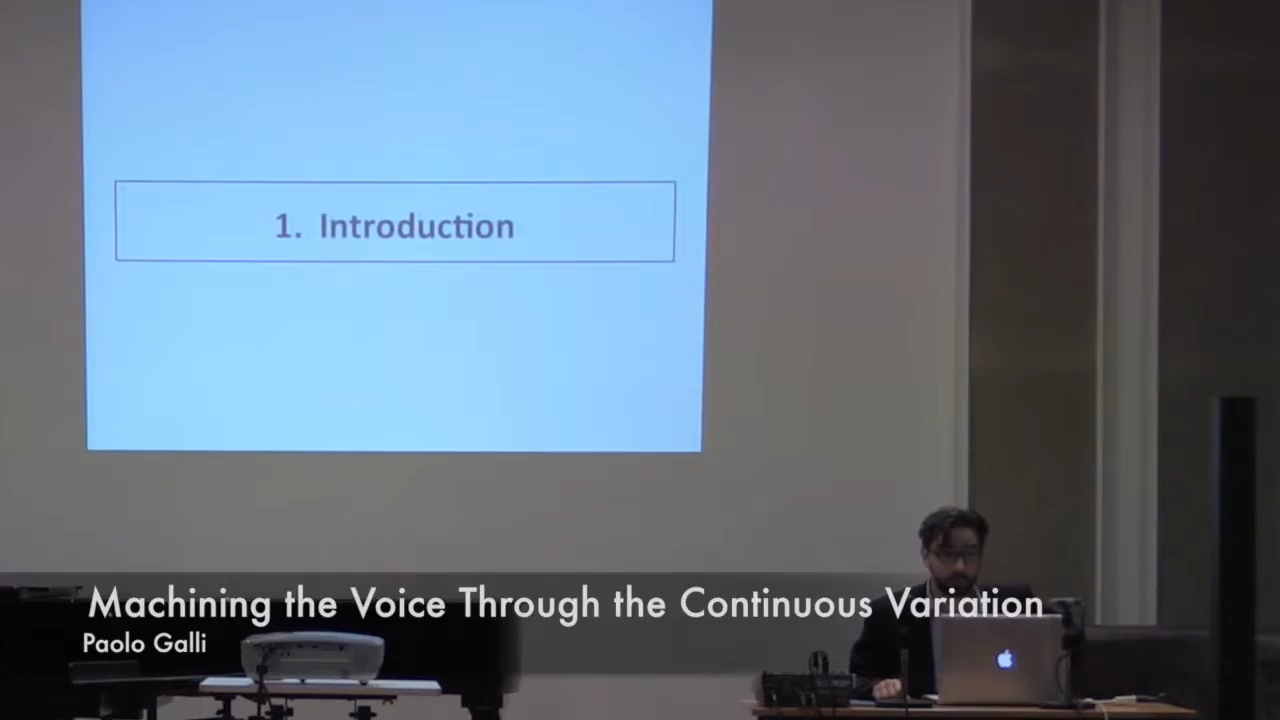 1. Introduction
Machining the Voice Through the Continuous Variation
Paolo Galli